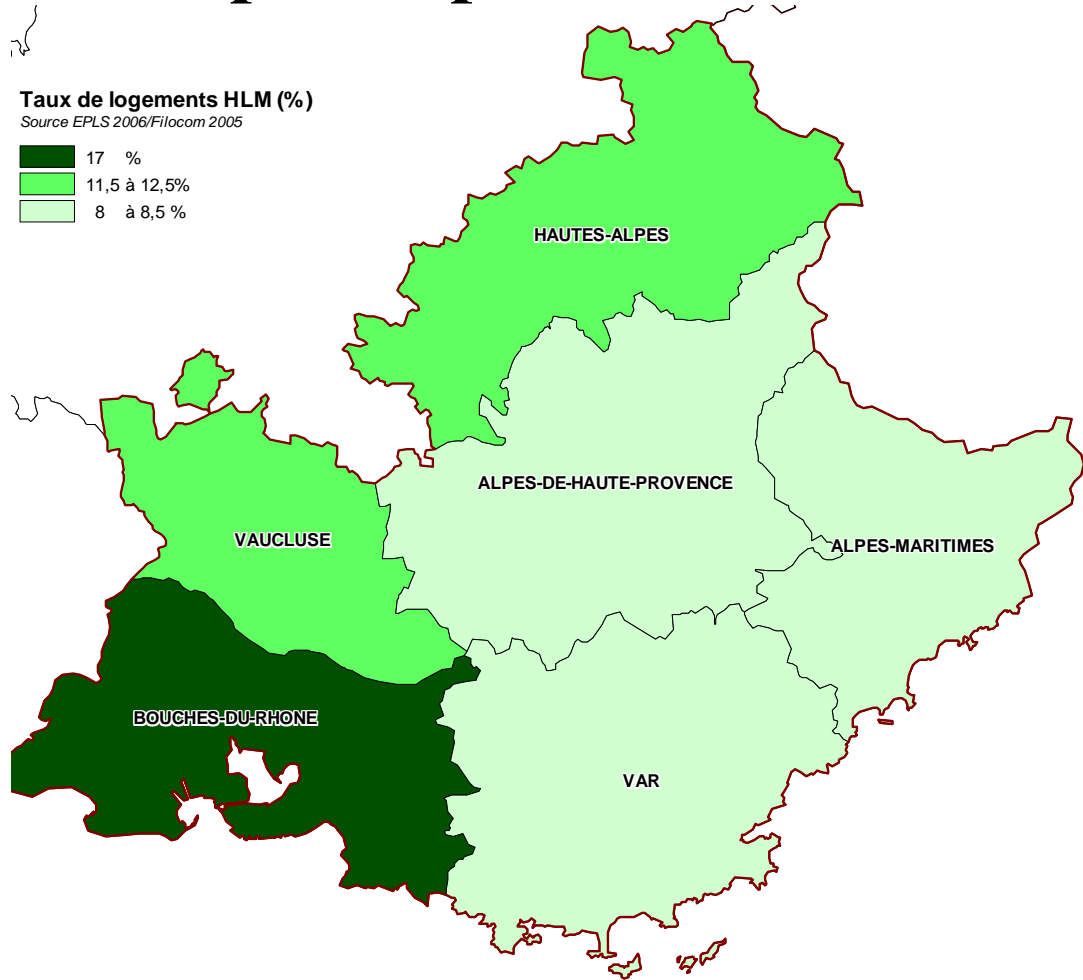 Taux de logements HLM (%)
Source EPLS 2006/Filocom 2005
17 %
11,5 à 12,5%
8 à 8,5 %
HAUTES-ALPES
ALPES-DE-HAUTE-PROVENCE
VAUCLUSE
ALPES-MARITIMES
BOUCHES-DU-RHONE
VAR